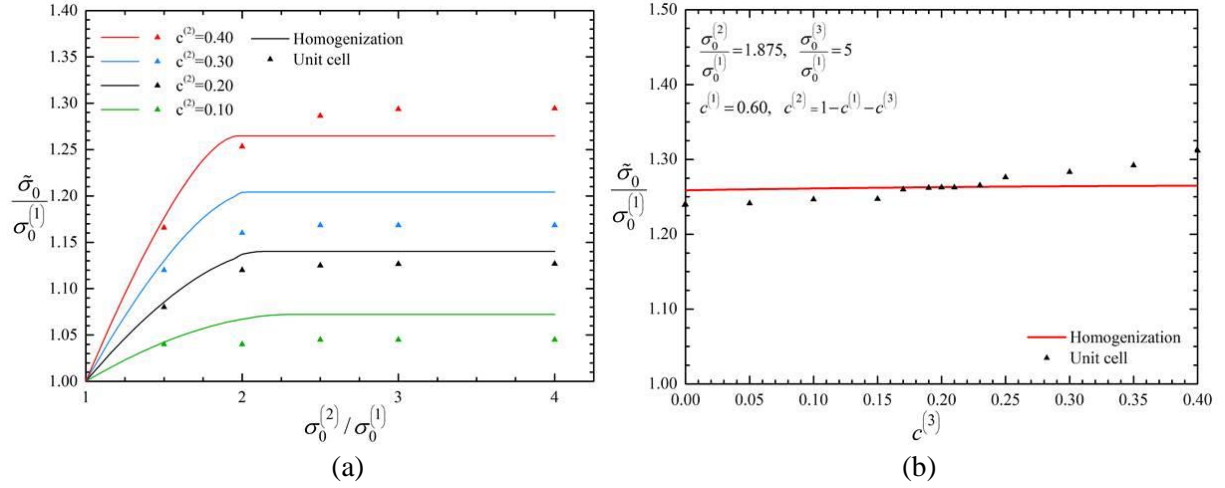 1.40
1.35
1.30
1.25
1.20
1.15
1.10
1.05
1.00
σ̃₀/σ₀⁽¹⁾
c⁽²⁾=0.40
c⁽²⁾=0.30
c⁽²⁾=0.20
c⁽²⁾=0.10
Homogenization
Unit cell
1 2 3 4
σ₀⁽²⁾/σ₀⁽¹⁾
(a)
1.50
1.40
1.30
1.20
1.10
1.00
σ̃₀/σ₀⁽¹⁾
σ₀⁽²⁾/σ₀⁽¹⁾=1.875, σ₀⁽³⁾/σ₀⁽¹⁾=5
c⁽¹⁾=0.60, c⁽²⁾=1−c⁽¹⁾−c⁽³⁾
Homogenization
Unit cell
0.00 0.05 0.10 0.15 0.20 0.25 0.30 0.35 0.40
c⁽³⁾
(b)